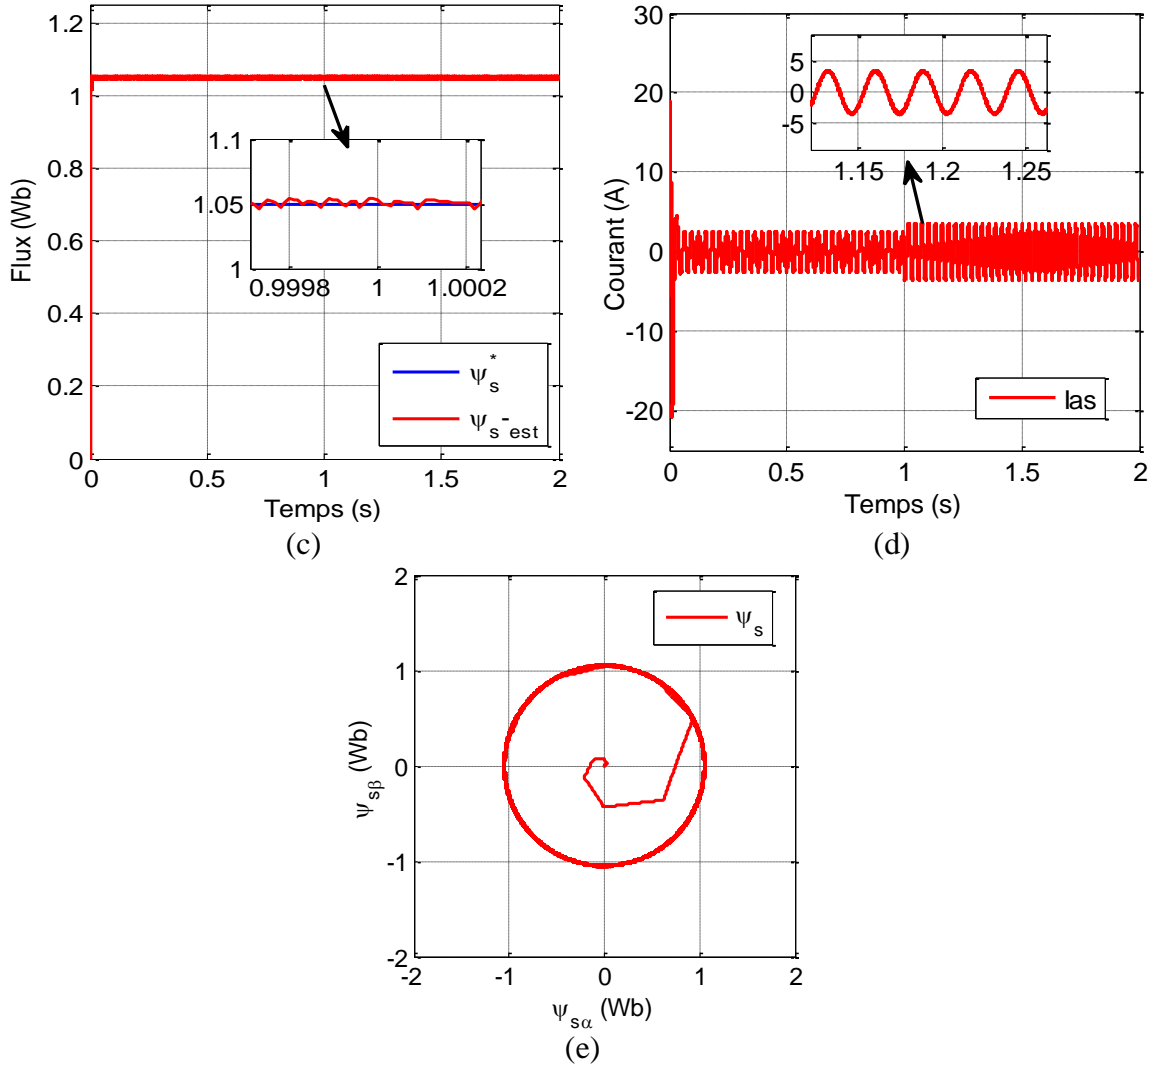 1.2
1
0.8
0.6
0.4
0.2
0
Flux (Wb)
1.1
1.05
1
0.9998 1 1.0002
ψs*
ψs-est
0 0.5 1 1.5 2
Temps (s)
(c)
30
20
10
0
-10
-20
Courant (A)
5
0
-5
1.15 1.2 1.25
Ias
0 0.5 1 1.5 2
Temps (s)
(d)
2
1
0
-1
-2
ψsβ (Wb)
ψs
-2 -1 0 1 2
ψsα (Wb)
(e)